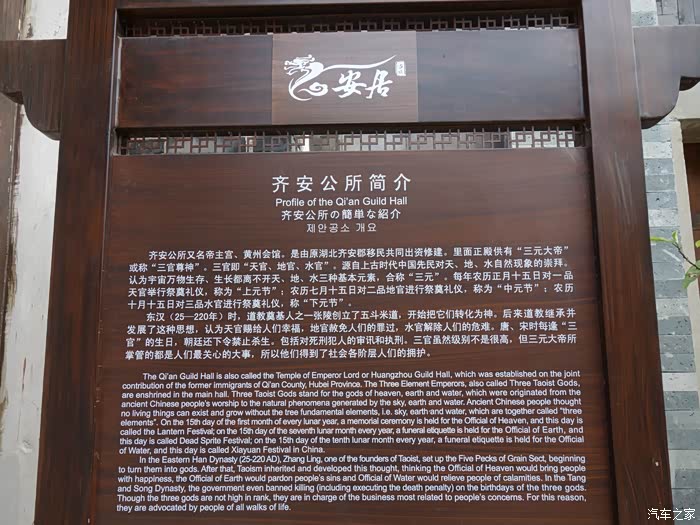 安居
齐安公所简介
Profile of the Qi'an Guild Hall
齐安公所の簡単な紹介
제안공소 개요
齐安公所又名帝主宫、黄州会馆。是由原湖北齐安郡移民共同出资修建。里面正殿供有“三元大帝”
或称“三官尊神”。三官即“天官、地官、水官”。源自上古时代中国先民对天、地、水自然现象的崇拜。
认为宇宙万物生存、生长都离不开天、地、水三种基本元素，合称“三元”。每年农历正月十五日对一品
天官举行祭奠礼仪，称为“上元节”；农历七月十五日对二品地官进行祭奠礼仪，称为“中元节”；农历
十月十五日对三品水官进行祭奠礼仪，称为“下元节”。
东汉（25—220年）时，道教奠基人之一张陵创立了五斗米道，开始把它们转化为神。后来道教继承并
发展了这种思想，认为天官赐给人们幸福，地官赦免人们的罪过，水官解除人们的危难。唐、宋时每逢“三
官”的生日，朝廷还下令禁止杀生。包括对死刑犯人的审讯和执刑。三官虽然级别不是很高，但三元大帝所
掌管的都是人们最关心的大事，所以他们得到了社会各阶层人们的拥护。
The Qi'an Guild Hall is also called the Temple of Emperor Lord or Huangzhou Guild Hall, which was established on the joint
contribution of the former immigrants of Qi'an County, Hubei Province. The Three Element Emperors, also called Three Taoist Gods,
are enshrined in the main hall. Three Taoist Gods stand for the gods of heaven, earth and water, which were originated from the
ancient Chinese people's worship to the natural phenomena generated by the sky, earth and water. Ancient Chinese people thought
no living things can exist and grow without the tree fundamental elements, i.e. sky, earth and water, which are together called "three
elements". On the 15th day of the first month of every lunar year, a memorial ceremony is held for the Official of Heaven, and this day is
called the Lantern Festival; on the 15th day of the seventh lunar month every year, a funeral etiquette is held for the Official of Earth, and
this day is called Dead Sprite Festival; on the 15th day of the tenth lunar month every year, a funeral etiquette is held for the Official
of Water, and this day is called Xiayuan Festival in China.
In the Eastern Han Dynasty (25-220 AD), Zhang Ling, one of the founders of Taoist, set up the Five Pecks of Grain Sect, beginning
to turn them into gods. After that, Taoism inherited and developed this thought, thinking the Official of Heaven would bring people
with happiness, the Official of Earth would pardon people's sins and Official of Water would relieve people of calamities. In the Tang
and Song Dynasty, the government even banned killing (including executing the death penalty) on the birthdays of the three gods.
Though the three gods are not high in rank, they are in charge of the business most related to people's concerns. For this reason,
they are advocated by people of all walks of life.
汽车之家